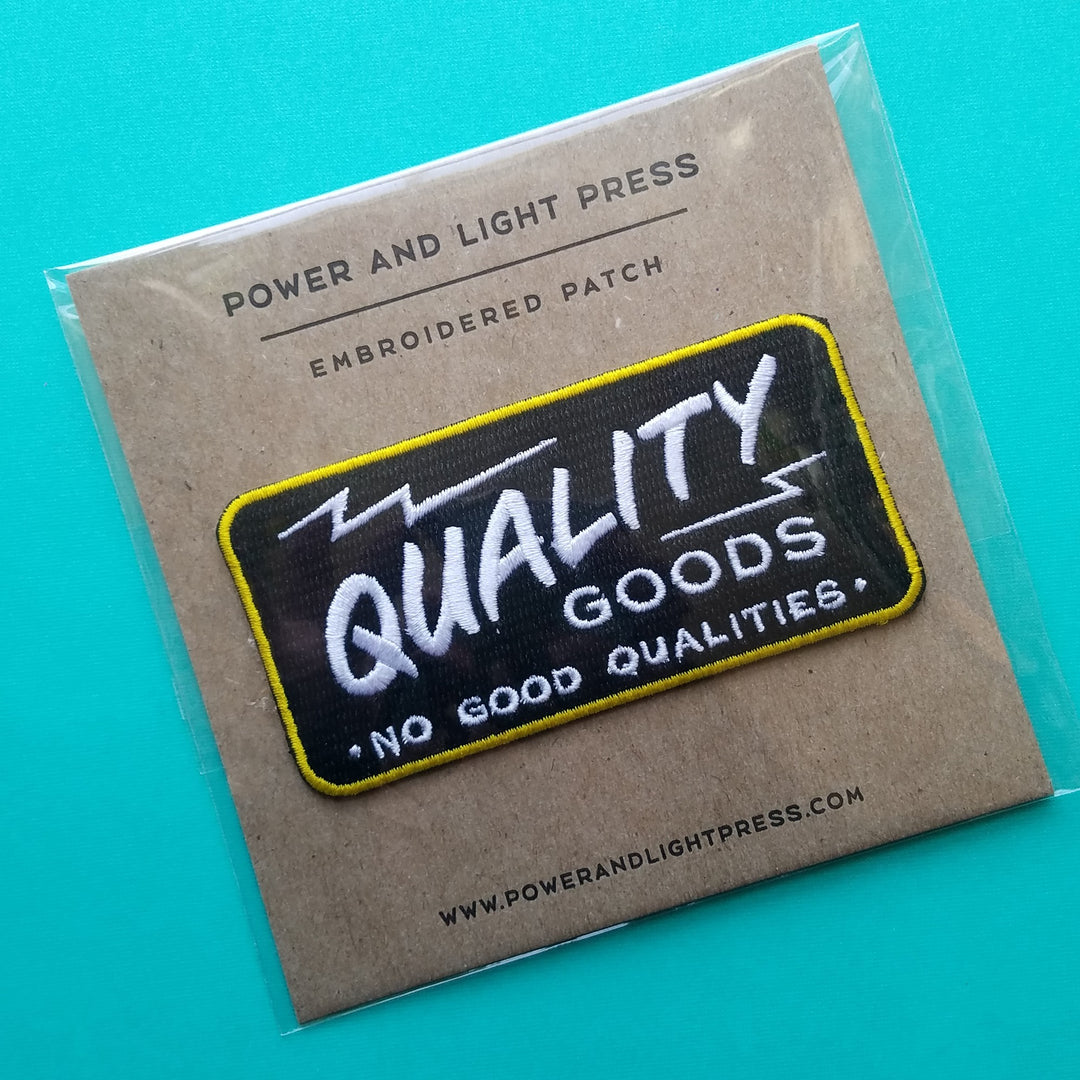 POWER AND LIGHT PRESS
EMBROIDERED PATCH
QUALITY
GOODS
• NO GOOD QUALITIES •
WWW.POWERANDLIGHTPRESS.COM